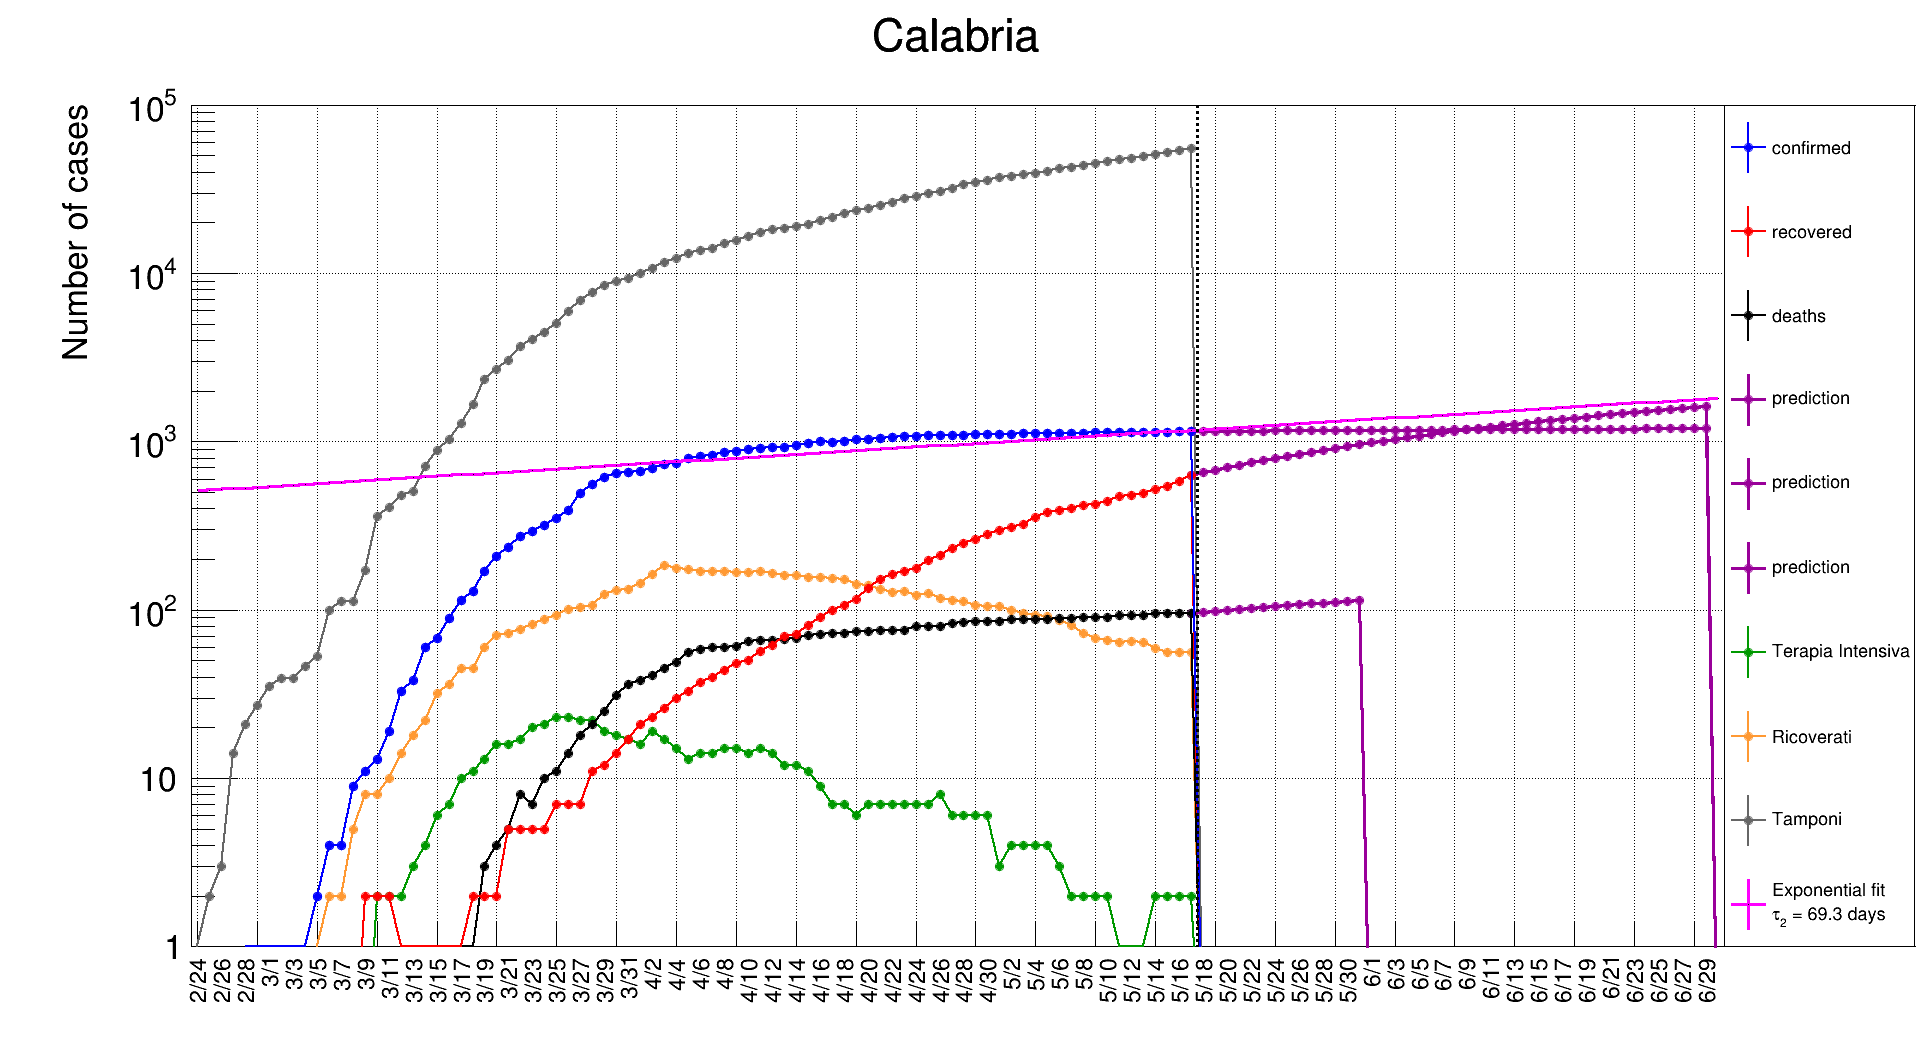 Calabria
Number of cases
10^5
10^4
10^3
10^2
10
1
2/24 2/26 2/28 3/1 3/3 3/5 3/7 3/9 3/11 3/13 3/15 3/17 3/19 3/21 3/23 3/25 3/27 3/29 3/31 4/2 4/4 4/6 4/8 4/10 4/12 4/14 4/16 4/18 4/20 4/22 4/24 4/26 4/28 4/30 5/2 5/4 5/6 5/8 5/10 5/12 5/14 5/16 5/18 5/20 5/22 5/24 5/26 5/28 5/30 6/1 6/3 6/5 6/7 6/9 6/11 6/13 6/15 6/17 6/19 6/21 6/23 6/25 6/27 6/29
confirmed
recovered
deaths
prediction
prediction
prediction
Terapia Intensiva
Ricoverati
Tamponi
Exponential fit
τ₂ = 69.3 days